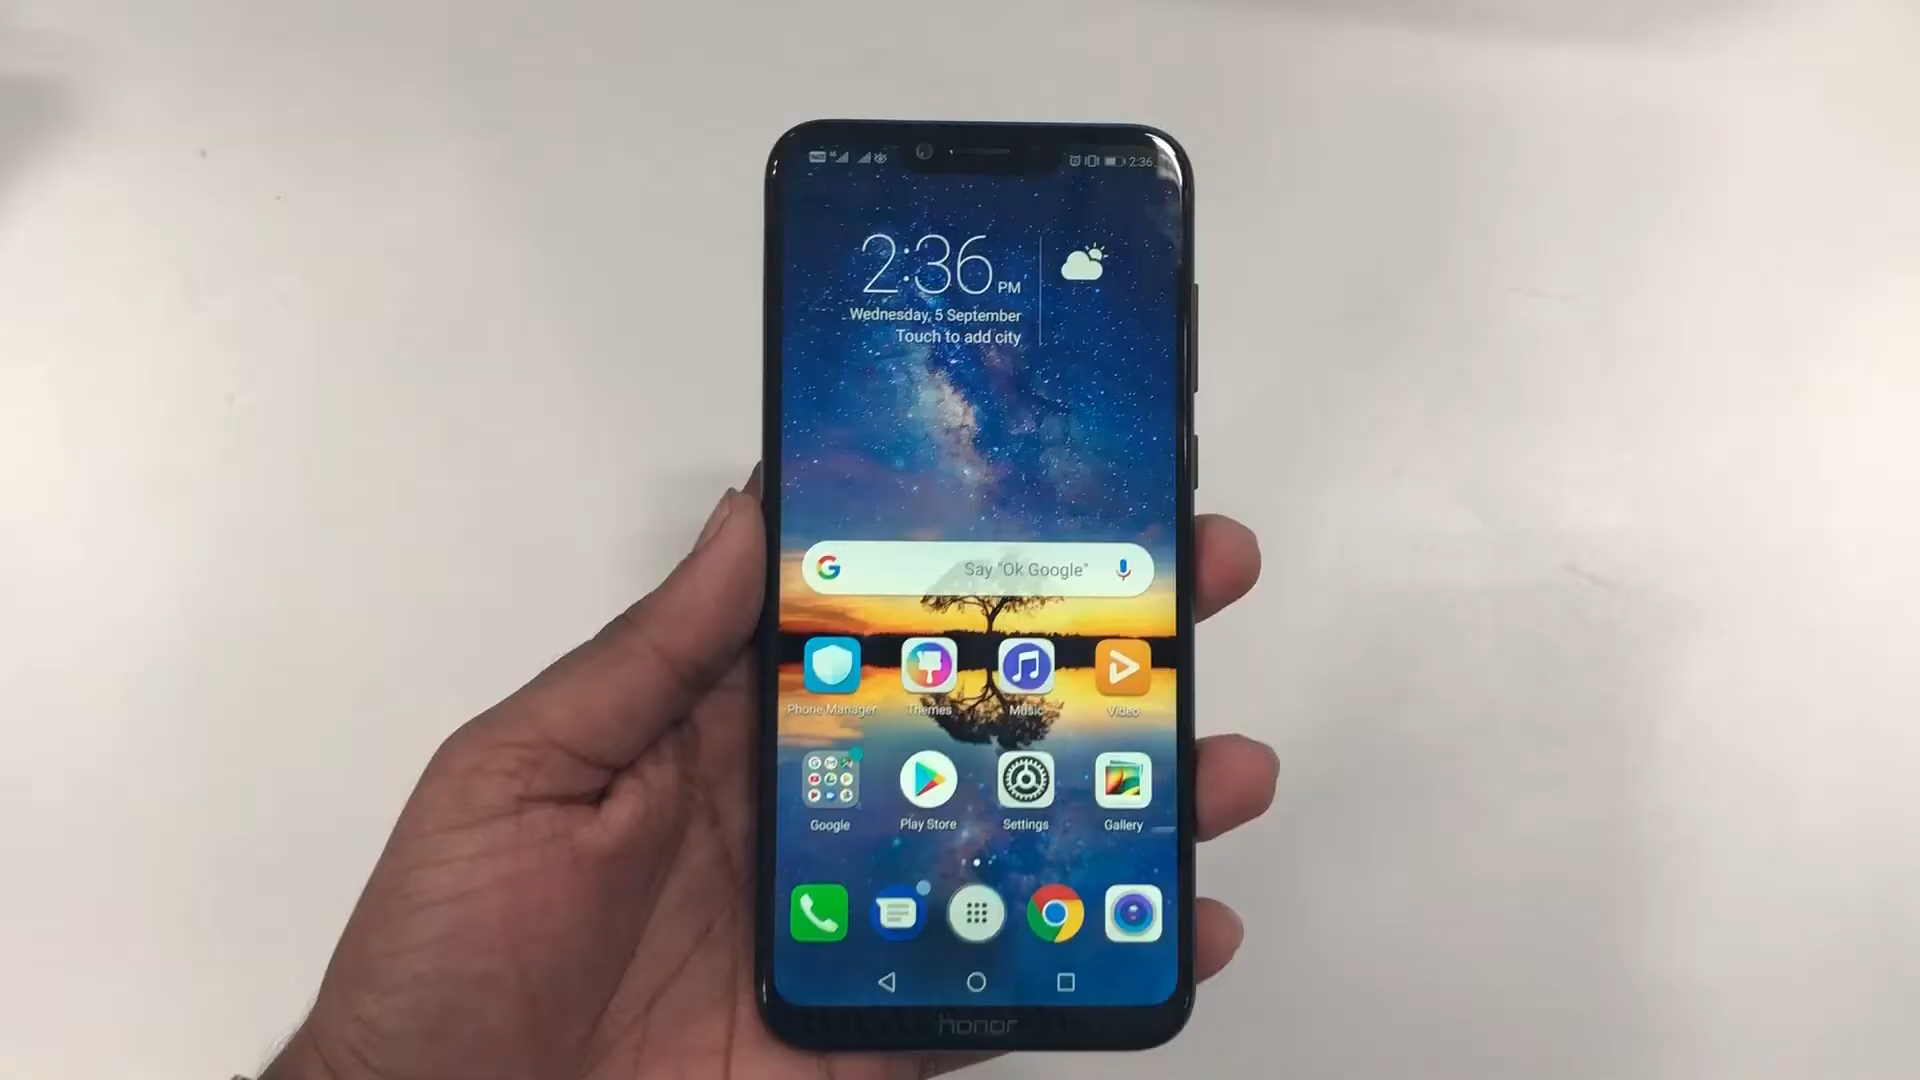 2:36
2:36 PM
Wednesday, 5 September
Touch to add city
G Say "Ok Google"
Phone Manager Themes Music Video
Google Play Store Settings Gallery
honor